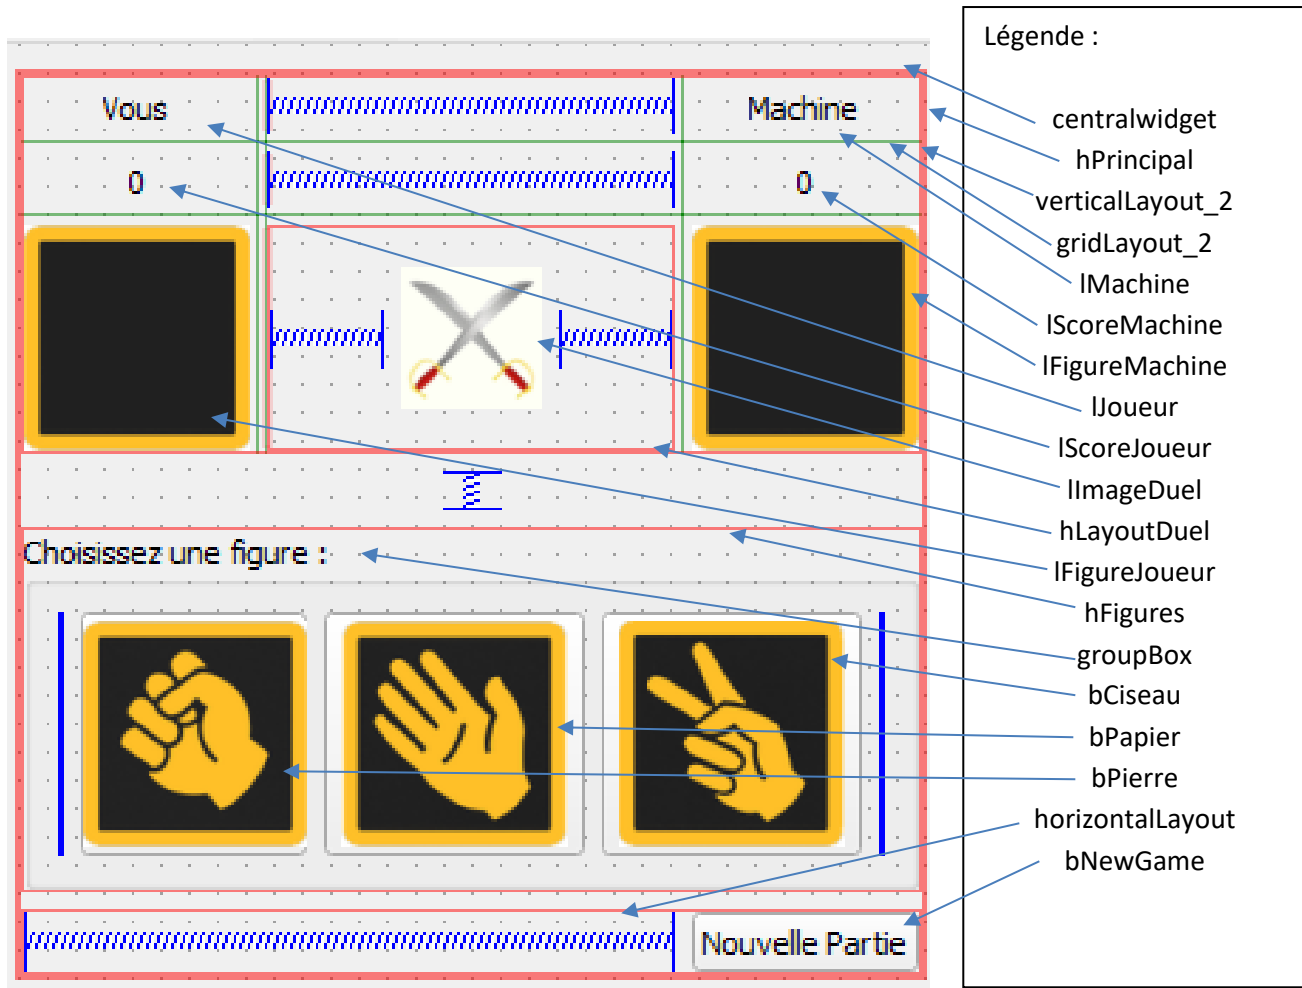 Légende :
Vous
Machine
0
0
Choisissez une figure :
Nouvelle Partie
centralwidget
hPrincipal
verticalLayout_2
gridLayout_2
lMachine
lScoreMachine
lFigureMachine
lJoueur
lScoreJoueur
lImageDuel
hLayoutDuel
lFigureJoueur
hFigures
groupBox
bCiseau
bPapier
bPierre
horizontalLayout
bNewGame